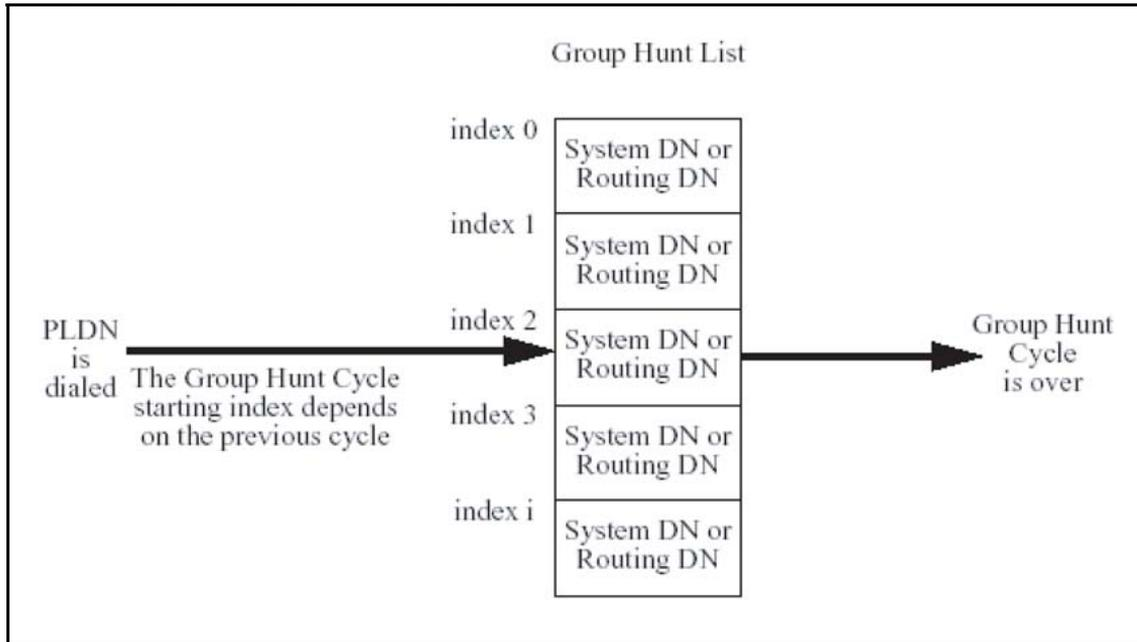 Group Hunt List
index 0
System DN or
Routing DN
index 1
System DN or
Routing DN
index 2
System DN or
Routing DN
index 3
System DN or
Routing DN
index i
System DN or
Routing DN
PLDN
is
dialed
The Group Hunt Cycle
starting index depends
on the previous cycle
Group Hunt
Cycle
is over